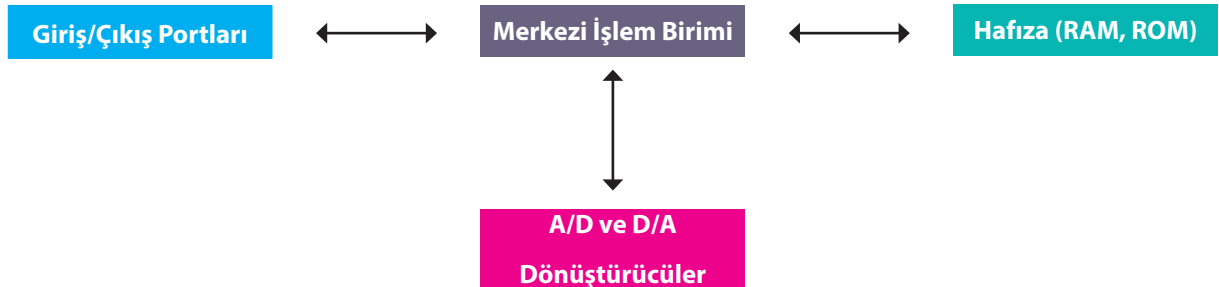 Giriş/Çıkış Portları
Merkezi İşlem Birimi
Hafıza (RAM, ROM)
A/D ve D/A
Dönüştürücüler